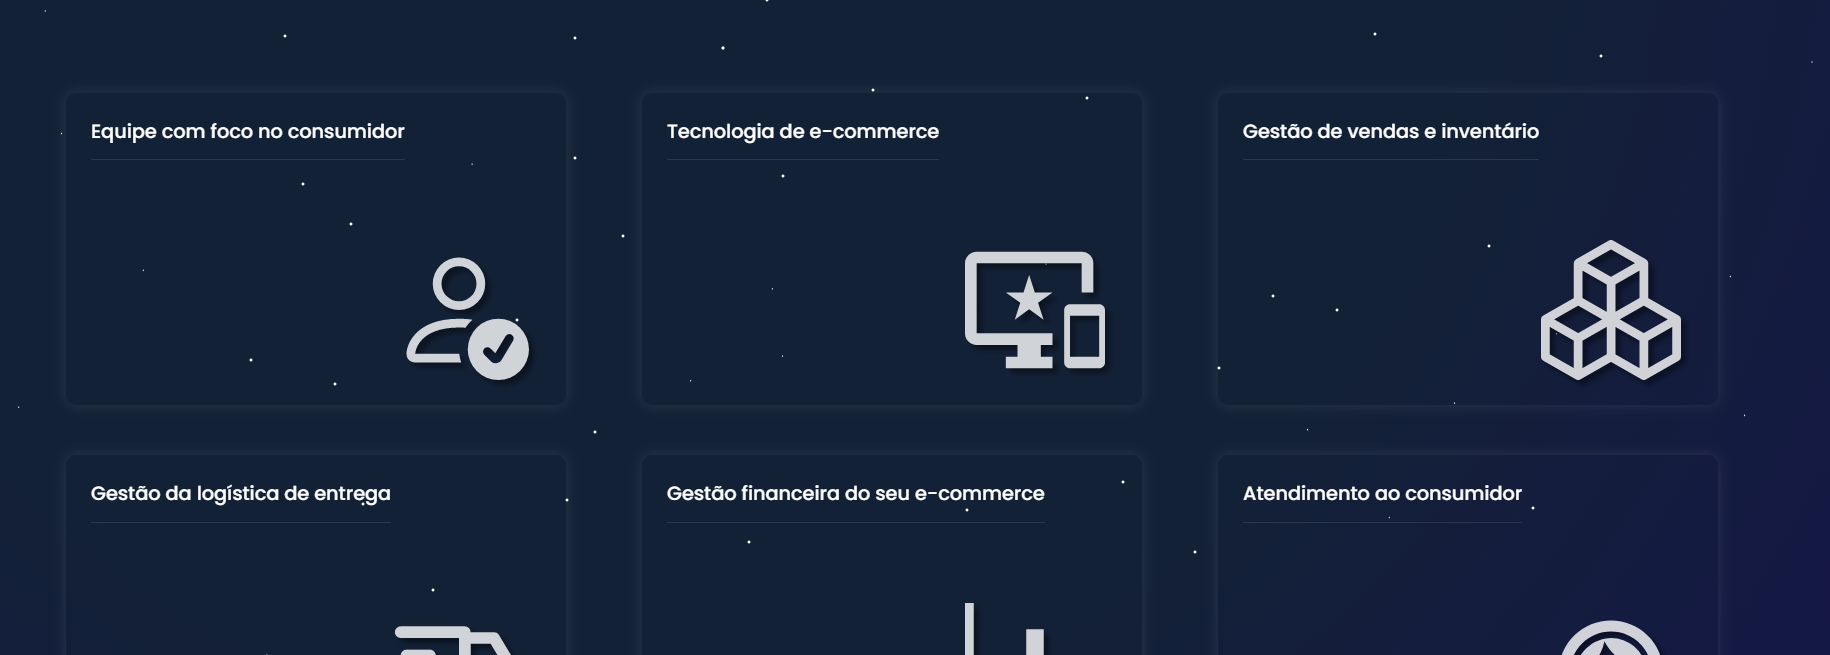 Equipe com foco no consumidor
Tecnologia de e-commerce
Gestão de vendas e inventário
Gestão da logística de entrega
Gestão financeira do seu e-commerce
Atendimento ao consumidor